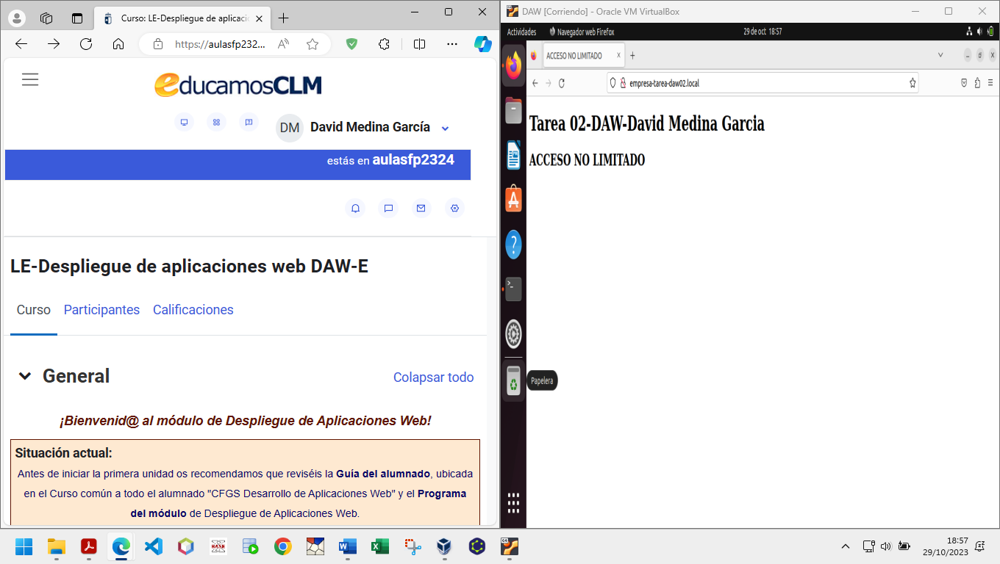 Curso: LE-Despliegue de aplicacio
https://aulasfp232...
educamosCLM
DM David Medina García
estás en aulasfp2324
LE-Despliegue de aplicaciones web DAW-E
Curso Participantes Calificaciones
General
Colapsar todo
¡Bienvenid@ al módulo de Despliegue de Aplicaciones Web!
Situación actual:
Antes de iniciar la primera unidad os recomendamos que reviséis la Guía del alumnado, ubicada
en el Curso común a todo el alumnado "CFGS Desarrollo de Aplicaciones Web" y el Programa
del módulo de Despliegue de Aplicaciones Web.
DAW [Corriendo] - Oracle VM VirtualBox
Actividades Navegador web Firefox 29 de oct 18:57
ACCESO NO LIMITADO
empresa-tarea-daw02.local
Tarea 02-DAW-David Medina Garcia
ACCESO NO LIMITADO
Papelera
18:57
29/10/2023